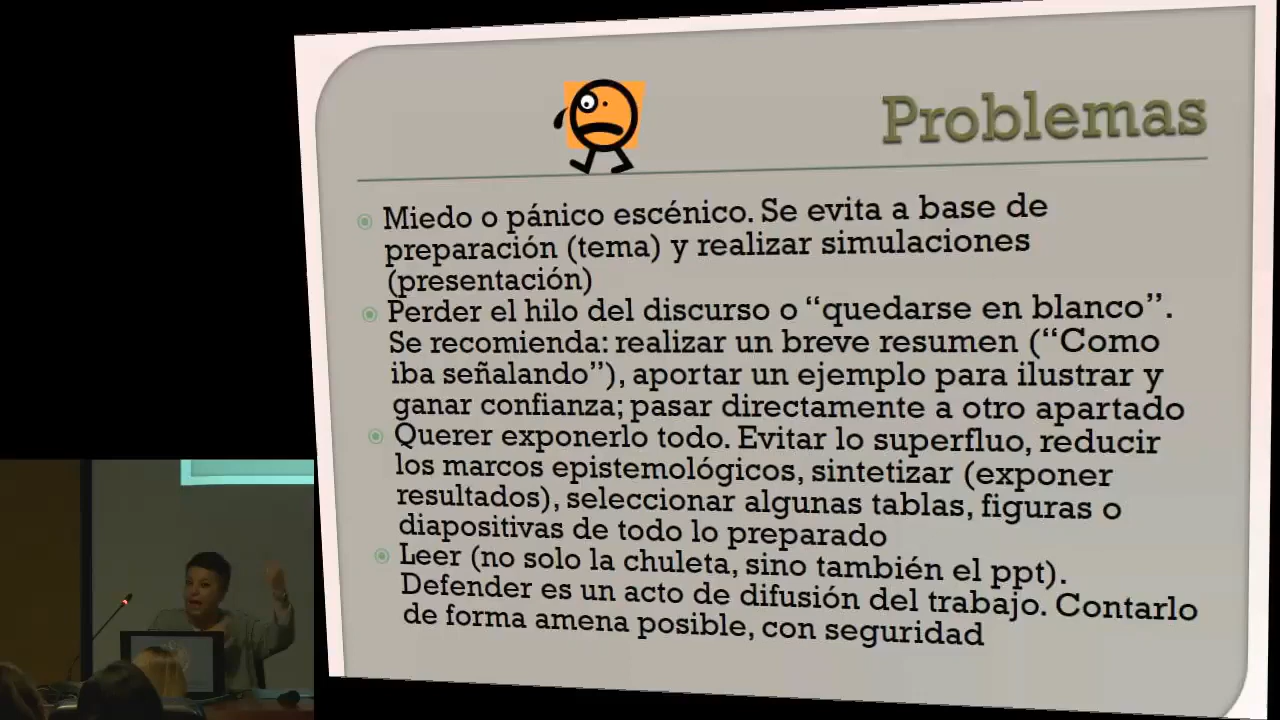 Problemas
Miedo o pánico escénico. Se evita a base de
preparación (tema) y realizar simulaciones
(presentación)
Perder el hilo del discurso o “quedarse en blanco”.
Se recomienda: realizar un breve resumen (“Como
iba señalando”), aportar un ejemplo para ilustrar y
ganar confianza; pasar directamente a otro apartado
Querer exponerlo todo. Evitar lo superfluo, reducir
los marcos epistemológicos, sintetizar (exponer
resultados), seleccionar algunas tablas, figuras o
diapositivas de todo lo preparado
Leer (no solo la chuleta, sino también el ppt).
Defender es un acto de difusión del trabajo. Contarlo
de forma amena posible, con seguridad